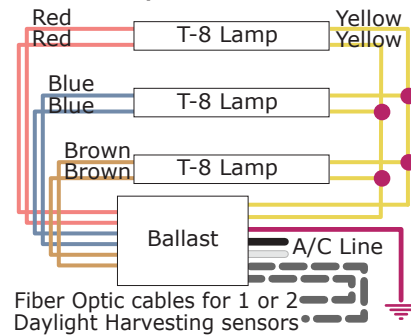 Red
Red
T-8 Lamp
Yellow
Yellow
Blue
Blue
T-8 Lamp
Brown
Brown
T-8 Lamp
Ballast
A/C Line
Fiber Optic cables for 1 or 2
Daylight Harvesting sensors